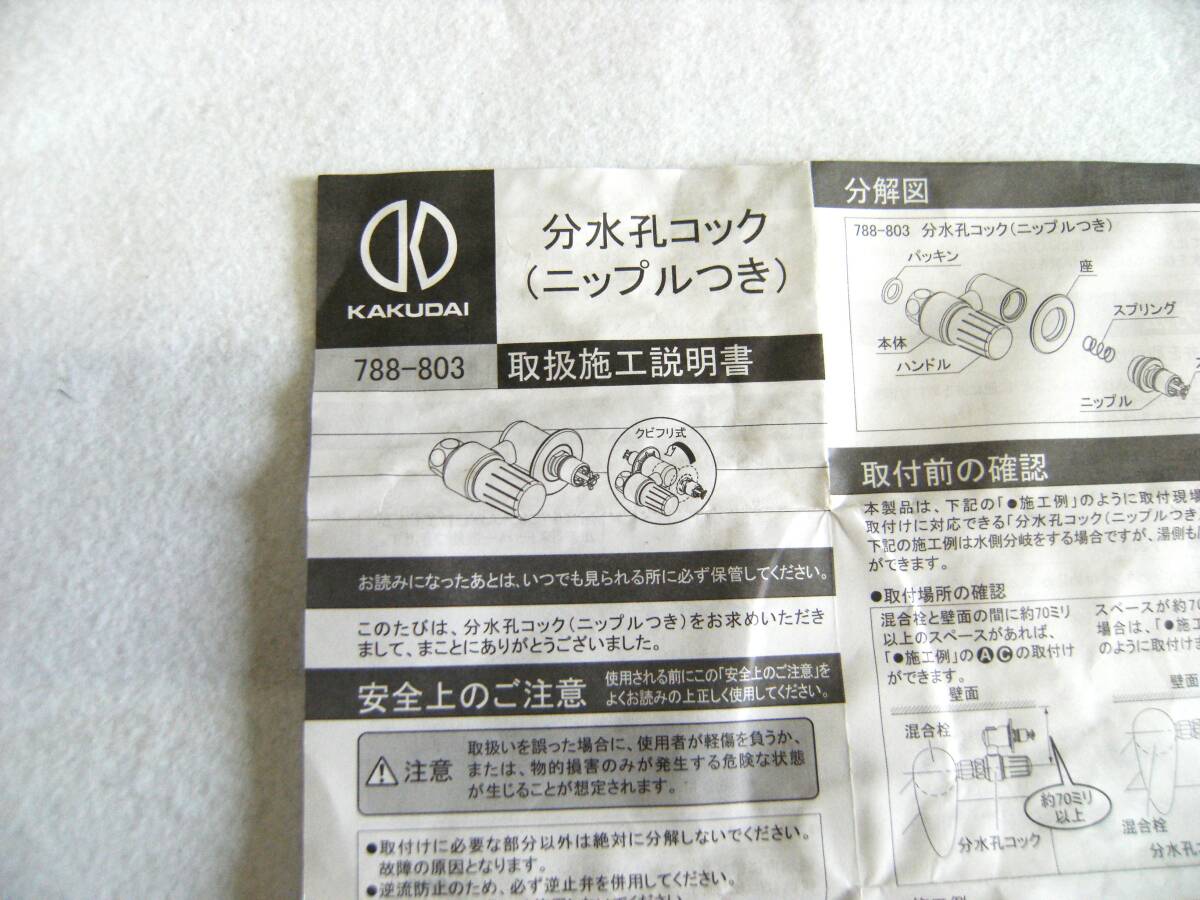 KAKUDAI
分水孔コック
(ニップルつき)
788-803
取扱施工説明書
クビフリ式
お読みになったあとは、いつでも見られる所に必ず保管してください。
このたびは、分水孔コック(ニップルつき)をお求めいただき
まして、まことにありがとうございました。
安全上のご注意
使用される前にこの「安全上のご注意」を
よくお読みの上正しく使用してください。
注意
取扱いを誤った場合に、使用者が軽傷を負うか、
または、物的損害のみが発生する危険な状態
が生じることが想定されます。
●取付けに必要な部分以外は絶対に分解しないでください。
故障の原因となります。
●逆流防止のため、必ず逆止弁を併用してください。
分解図
788-803 分水孔コック(ニップルつき)
パッキン
座
スプリング
本体
ハンドル
ニップル
取付前の確認
本製品は、下記の「●施工例」のように取付現場
取付けに対応できる「分水孔コック(ニップルつき
下記の施工例は水側分岐をする場合ですが、湯側も
ができます。
●取付場所の確認
混合栓と壁面の間に約70ミリ
以上のスペースがあれば、
「●施工例」のⒶⒸの取付け
ができます。
壁面
混合栓
約70ミリ
以上
分水孔コック
スペースが約7
場合は、「●施工
のように取付け
壁面
混合栓
分水孔コ